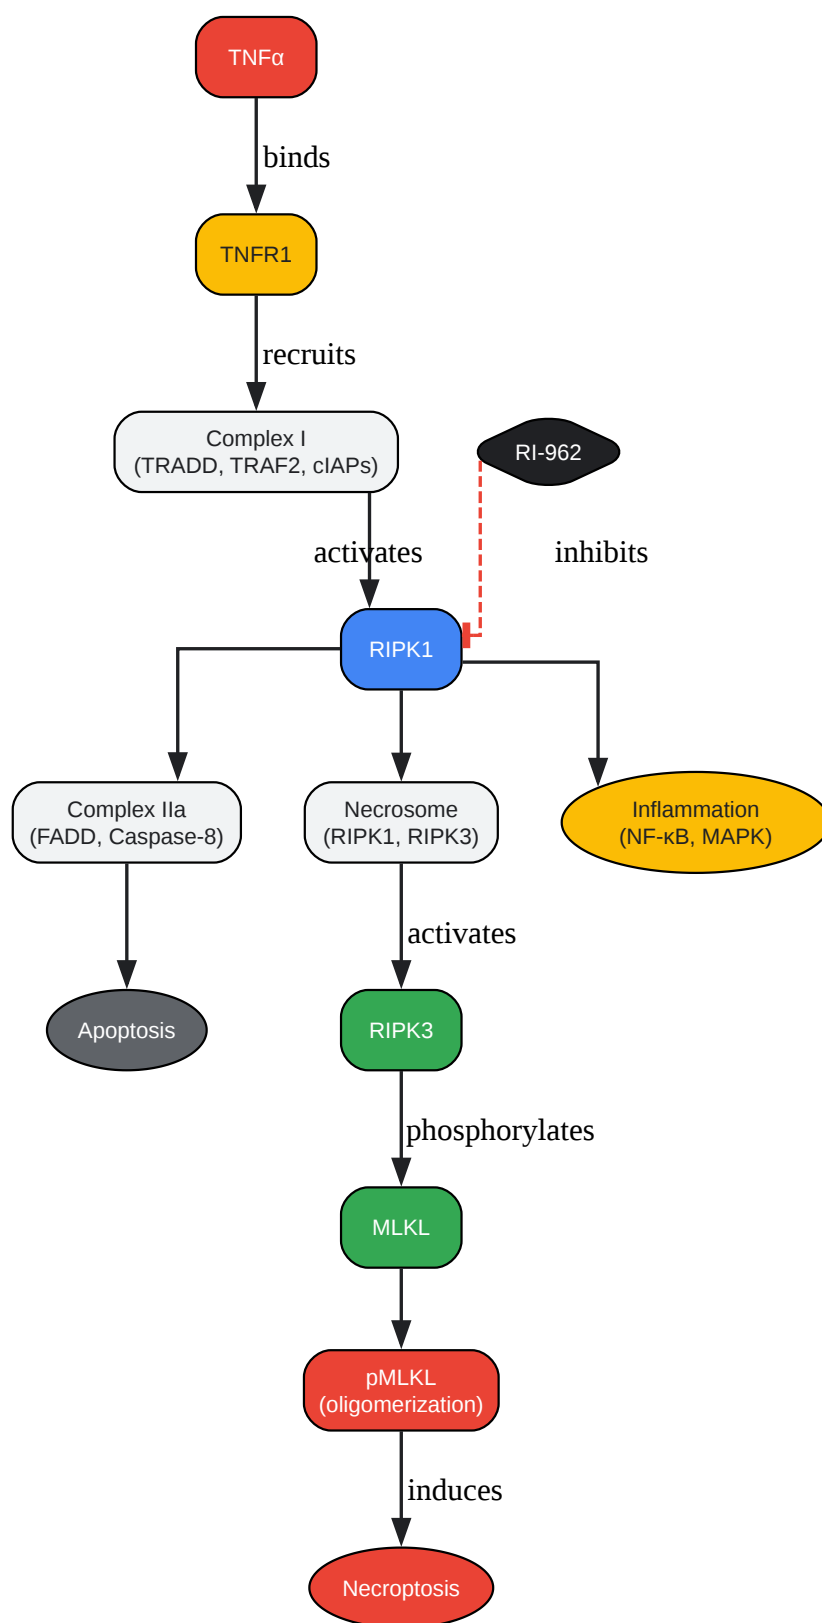 TNFα
binds
TNFR1
recruits
Complex I
(TRADD, TRAF2, cIAPs)
RI-962
activates
inhibits
RIPK1
Complex IIa
(FADD, Caspase-8)
Necrosome
(RIPK1, RIPK3)
Inflammation
(NF-κB, MAPK)
activates
Apoptosis
RIPK3
phosphorylates
MLKL
pMLKL
(oligomerization)
induces
Necroptosis